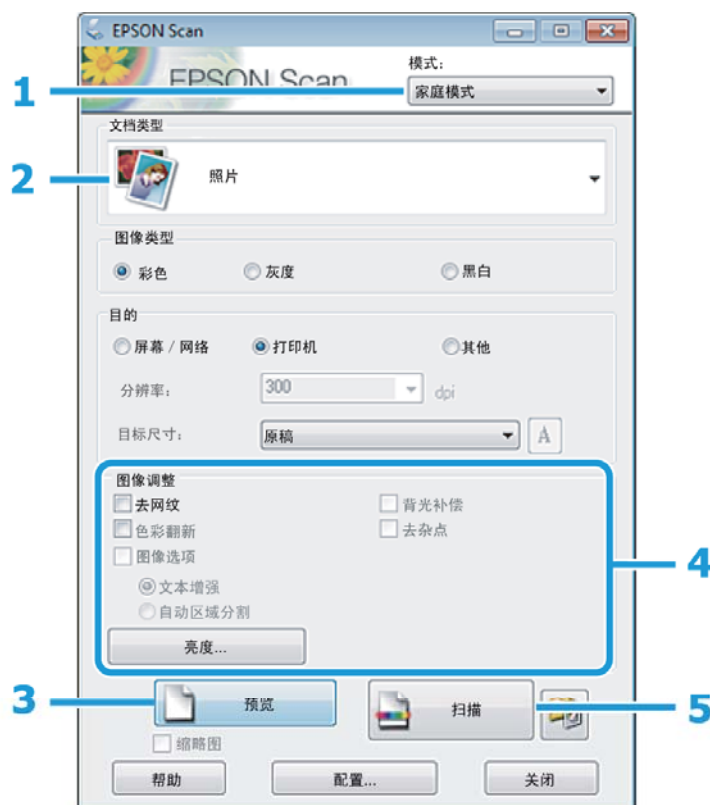 EPSON Scan
EPSON Scan
模式:
1
家庭模式
文档类型
2
照片
图像类型
彩色 灰度 黑白
目的
屏幕 / 网络 打印机 其他
分辨率: 300 dpi
目标尺寸: 原稿 A
图像调整
去网纹 背光补偿
色彩翻新 去杂点
图像选项
4
文本增强
自动区域分割
亮度...
3 预览 扫描 5
缩略图
帮助 配置... 关闭